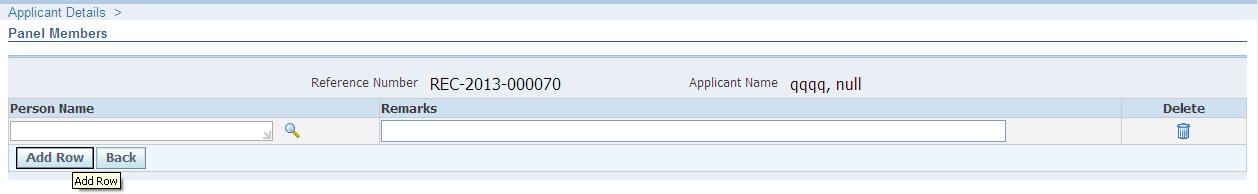 Applicant Details >
Panel Members
Reference Number REC-2013-000070 Applicant Name qqqq, null
Person Name Remarks Delete
Add Row Back
Add Row